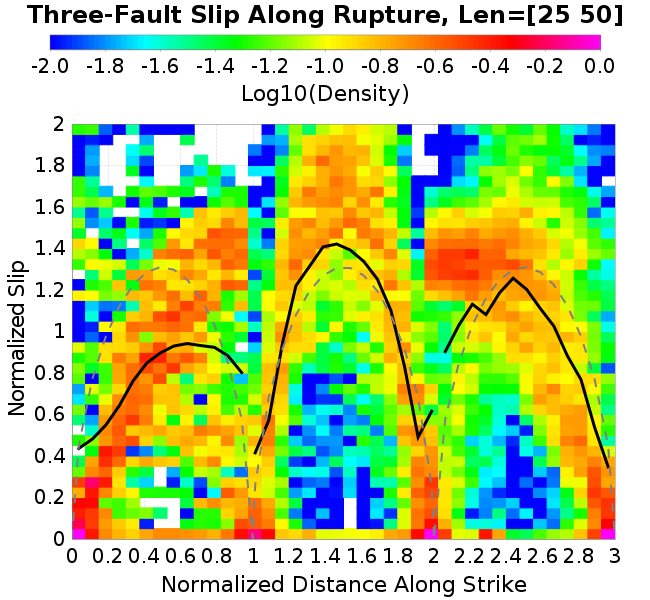 Three-Fault Slip Along Rupture, Len=[25 50]
-2.0 -1.8 -1.6 -1.4 -1.2 -1.0 -0.8 -0.6 -0.4 -0.2 0.0
Log10(Density)
2
1.8
1.6
1.4
1.2
1
0.8
0.6
0.4
0.2
0
Normalized Slip
0 0.2 0.4 0.6 0.8 1 1.2 1.4 1.6 1.8 2 2.2 2.4 2.6 2.8 3
Normalized Distance Along Strike